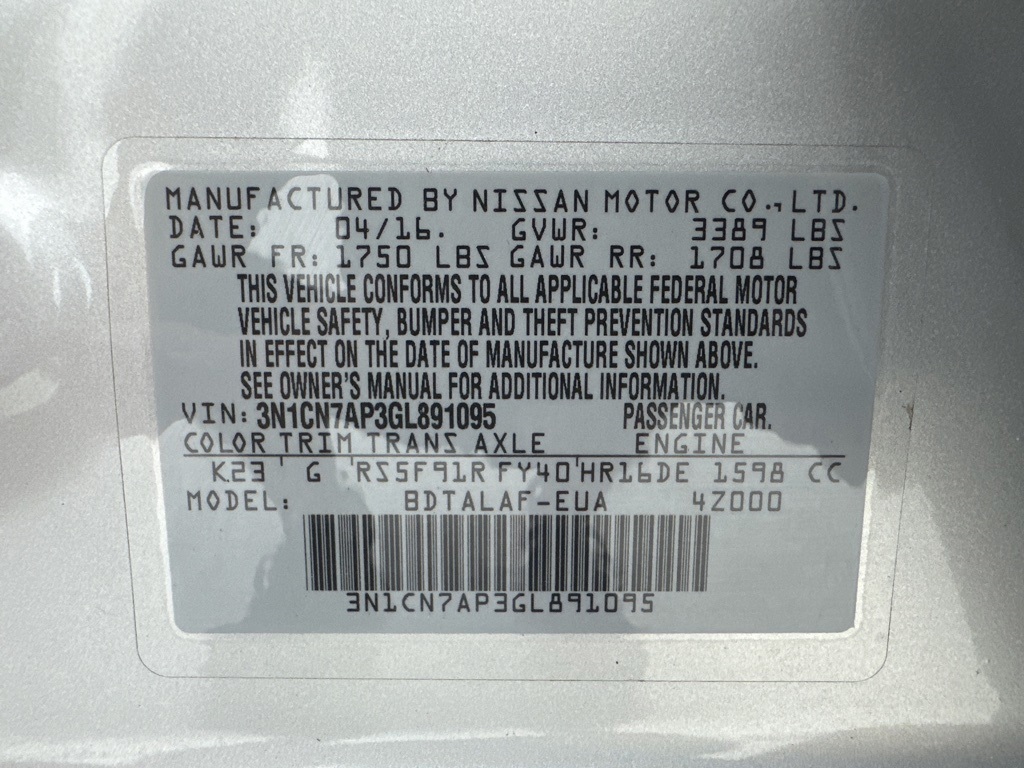 MANUFACTURED BY NISSAN MOTOR CO.,LTD.
DATE: 04/16. GVWR: 3389 LBS
GAWR FR: 1750 LBS GAWR RR: 1708 LBS
THIS VEHICLE CONFORMS TO ALL APPLICABLE FEDERAL MOTOR
VEHICLE SAFETY, BUMPER AND THEFT PREVENTION STANDARDS
IN EFFECT ON THE DATE OF MANUFACTURE SHOWN ABOVE.
SEE OWNER'S MANUAL FOR ADDITIONAL INFORMATION.
VIN: 3N1CN7AP3GL891095 PASSENGER CAR.
COLOR TRIM TRANS AXLE ENGINE
K23 ' G 'RS5F91R FY40'HR16DE 1598 CC
MODEL: BDTALAF-EUA 4Z000
3N1CN7AP3GL891095